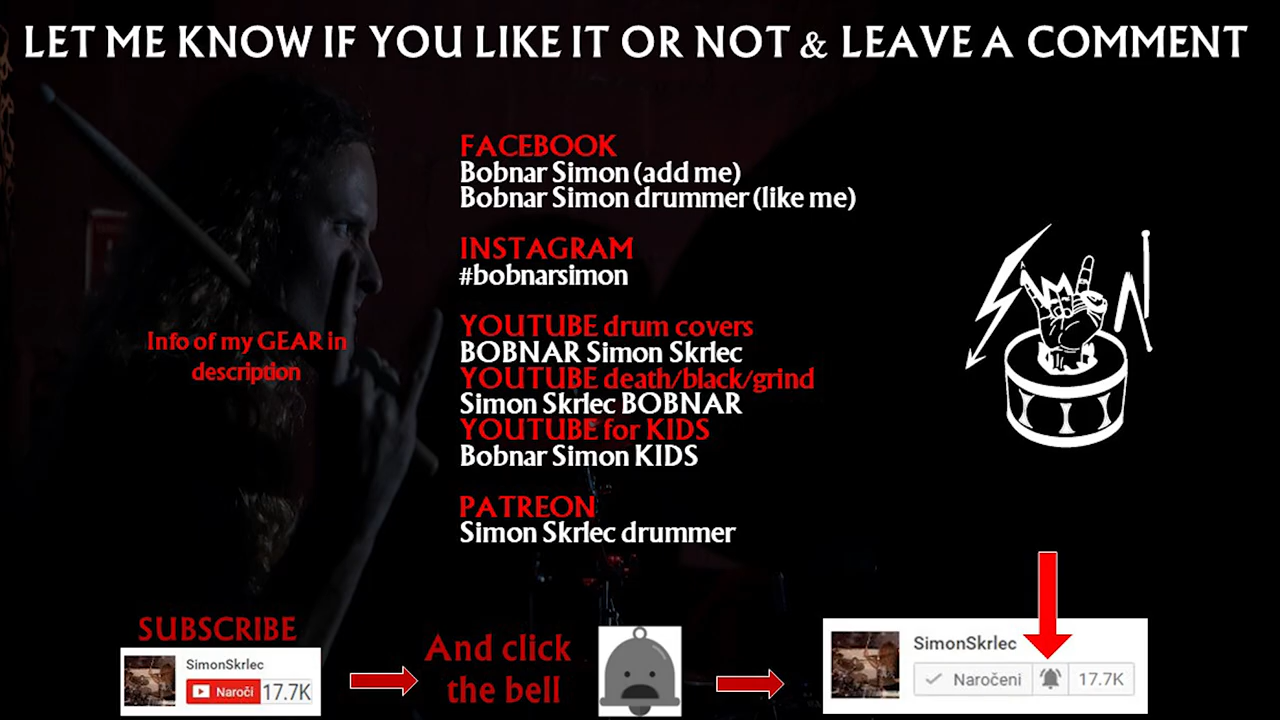 LET ME KNOW IF YOU LIKE IT OR NOT & LEAVE A COMMENT
FACEBOOK
Bobnar Simon (add me)
Bobnar Simon drummer (like me)
INSTAGRAM
#bobnarsimon
YOUTUBE drum covers
BOBNAR Simon Skrlec
YOUTUBE death/black/grind
Simon Skrlec BOBNAR
YOUTUBE for KIDS
Bobnar Simon KIDS
PATREON
Simon Skrlec drummer
Info of my GEAR in
description
SIMON
SUBSCRIBE
SimonSkrlec
Naroči 17.7K
And click
the bell
SimonSkrlec
Naročeni 17.7K